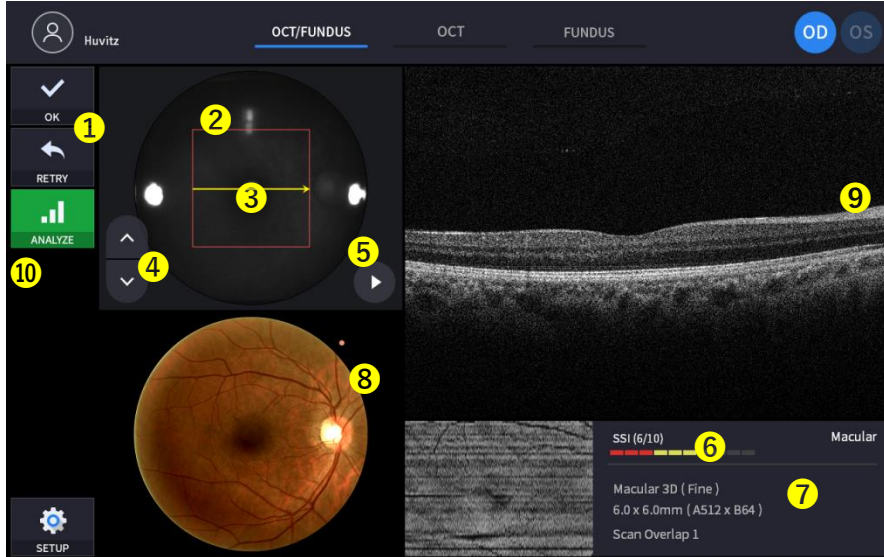 Huvitz
OCT/FUNDUS
OCT
FUNDUS
OD
OS
OK
1
RETRY
ANALYZE
10
2
3
4
5
9
8
SSI (6/10)
6
Macular
Macular 3D ( Fine )
7
6.0 x 6.0mm ( A512 x B64 )
Scan Overlap 1
SETUP